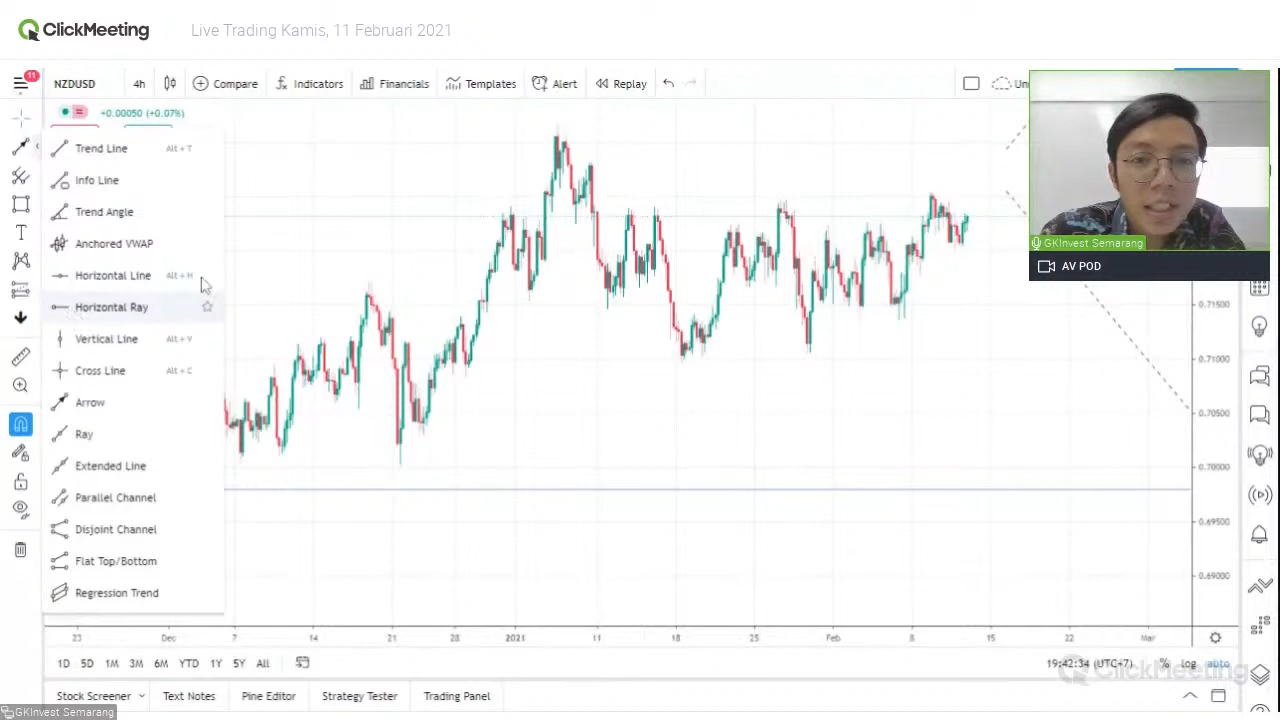 ClickMeeting
Live Trading Kamis, 11 Februari 2021
11
NZDUSD
4h
Compare
Indicators
Financials
Templates
Alert
Replay
Un
+0.00050 (+0.07%)
Trend Line Alt + T
Info Line
Trend Angle
Anchored VWAP
Horizontal Line Alt + H
Horizontal Ray
Vertical Line Alt + V
Cross Line Alt + C
Arrow
Ray
Extended Line
Parallel Channel
Disjoint Channel
Flat Top/Bottom
Regression Trend
GKInvest Semarang
AV POD
0.71500
0.71000
0.70500
0.70000
0.69500
0.69000
23 Dec 7 14 21 28 2021 11 18 25 Feb 8 15 22 Mar
1D 5D 1M 3M 6M YTD 1Y 5Y All
19:42:34 (UTC+7) % log auto
ClickMeeting
Stock Screener Text Notes Pine Editor Strategy Tester Trading Panel
GKInvest Semarang